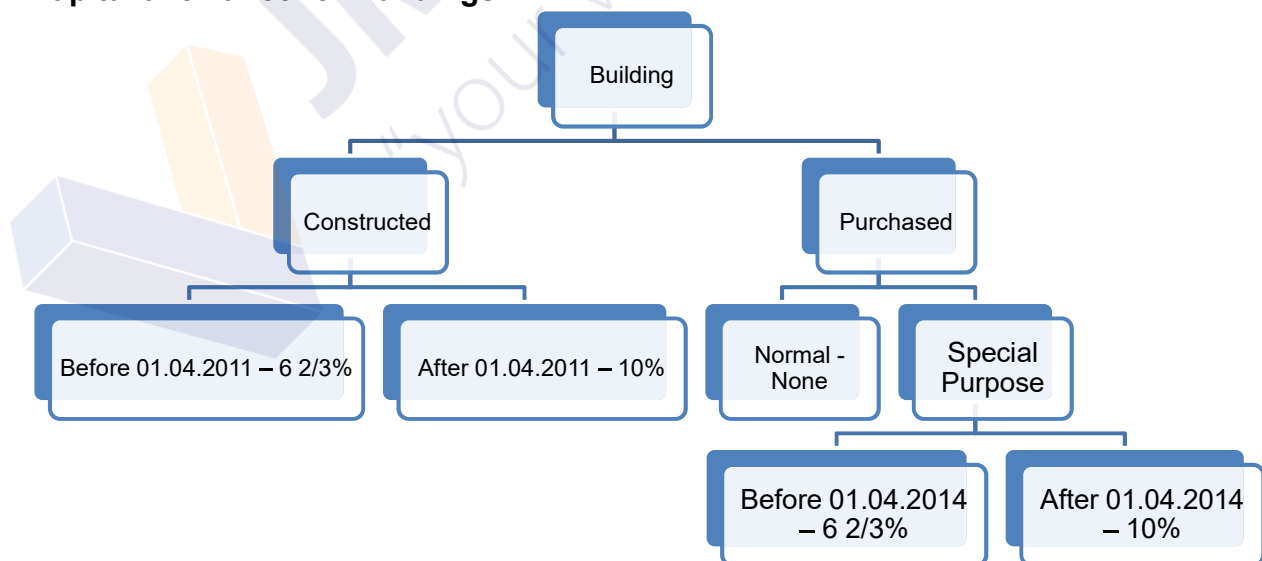 Building
Constructed
Purchased
Before 01.04.2011 – 6 2/3%
After 01.04.2011 – 10%
Normal -
None
Special
Purpose
Before 01.04.2014
– 6 2/3%
After 01.04.2014
– 10%